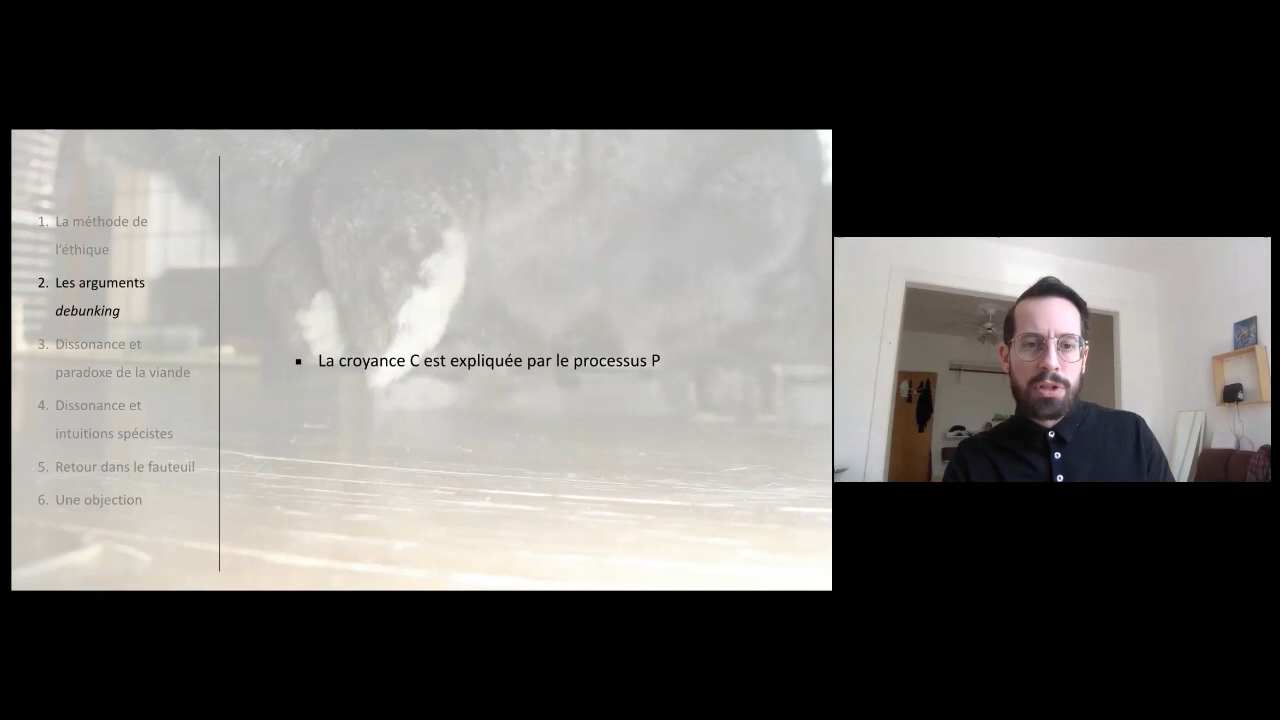 1. La méthode de
l'éthique
2. Les arguments
debunking
3. Dissonance et
paradoxe de la viande
4. Dissonance et
intuitions spécistes
5. Retour dans le fauteuil
6. Une objection
▪ La croyance C est expliquée par le processus P